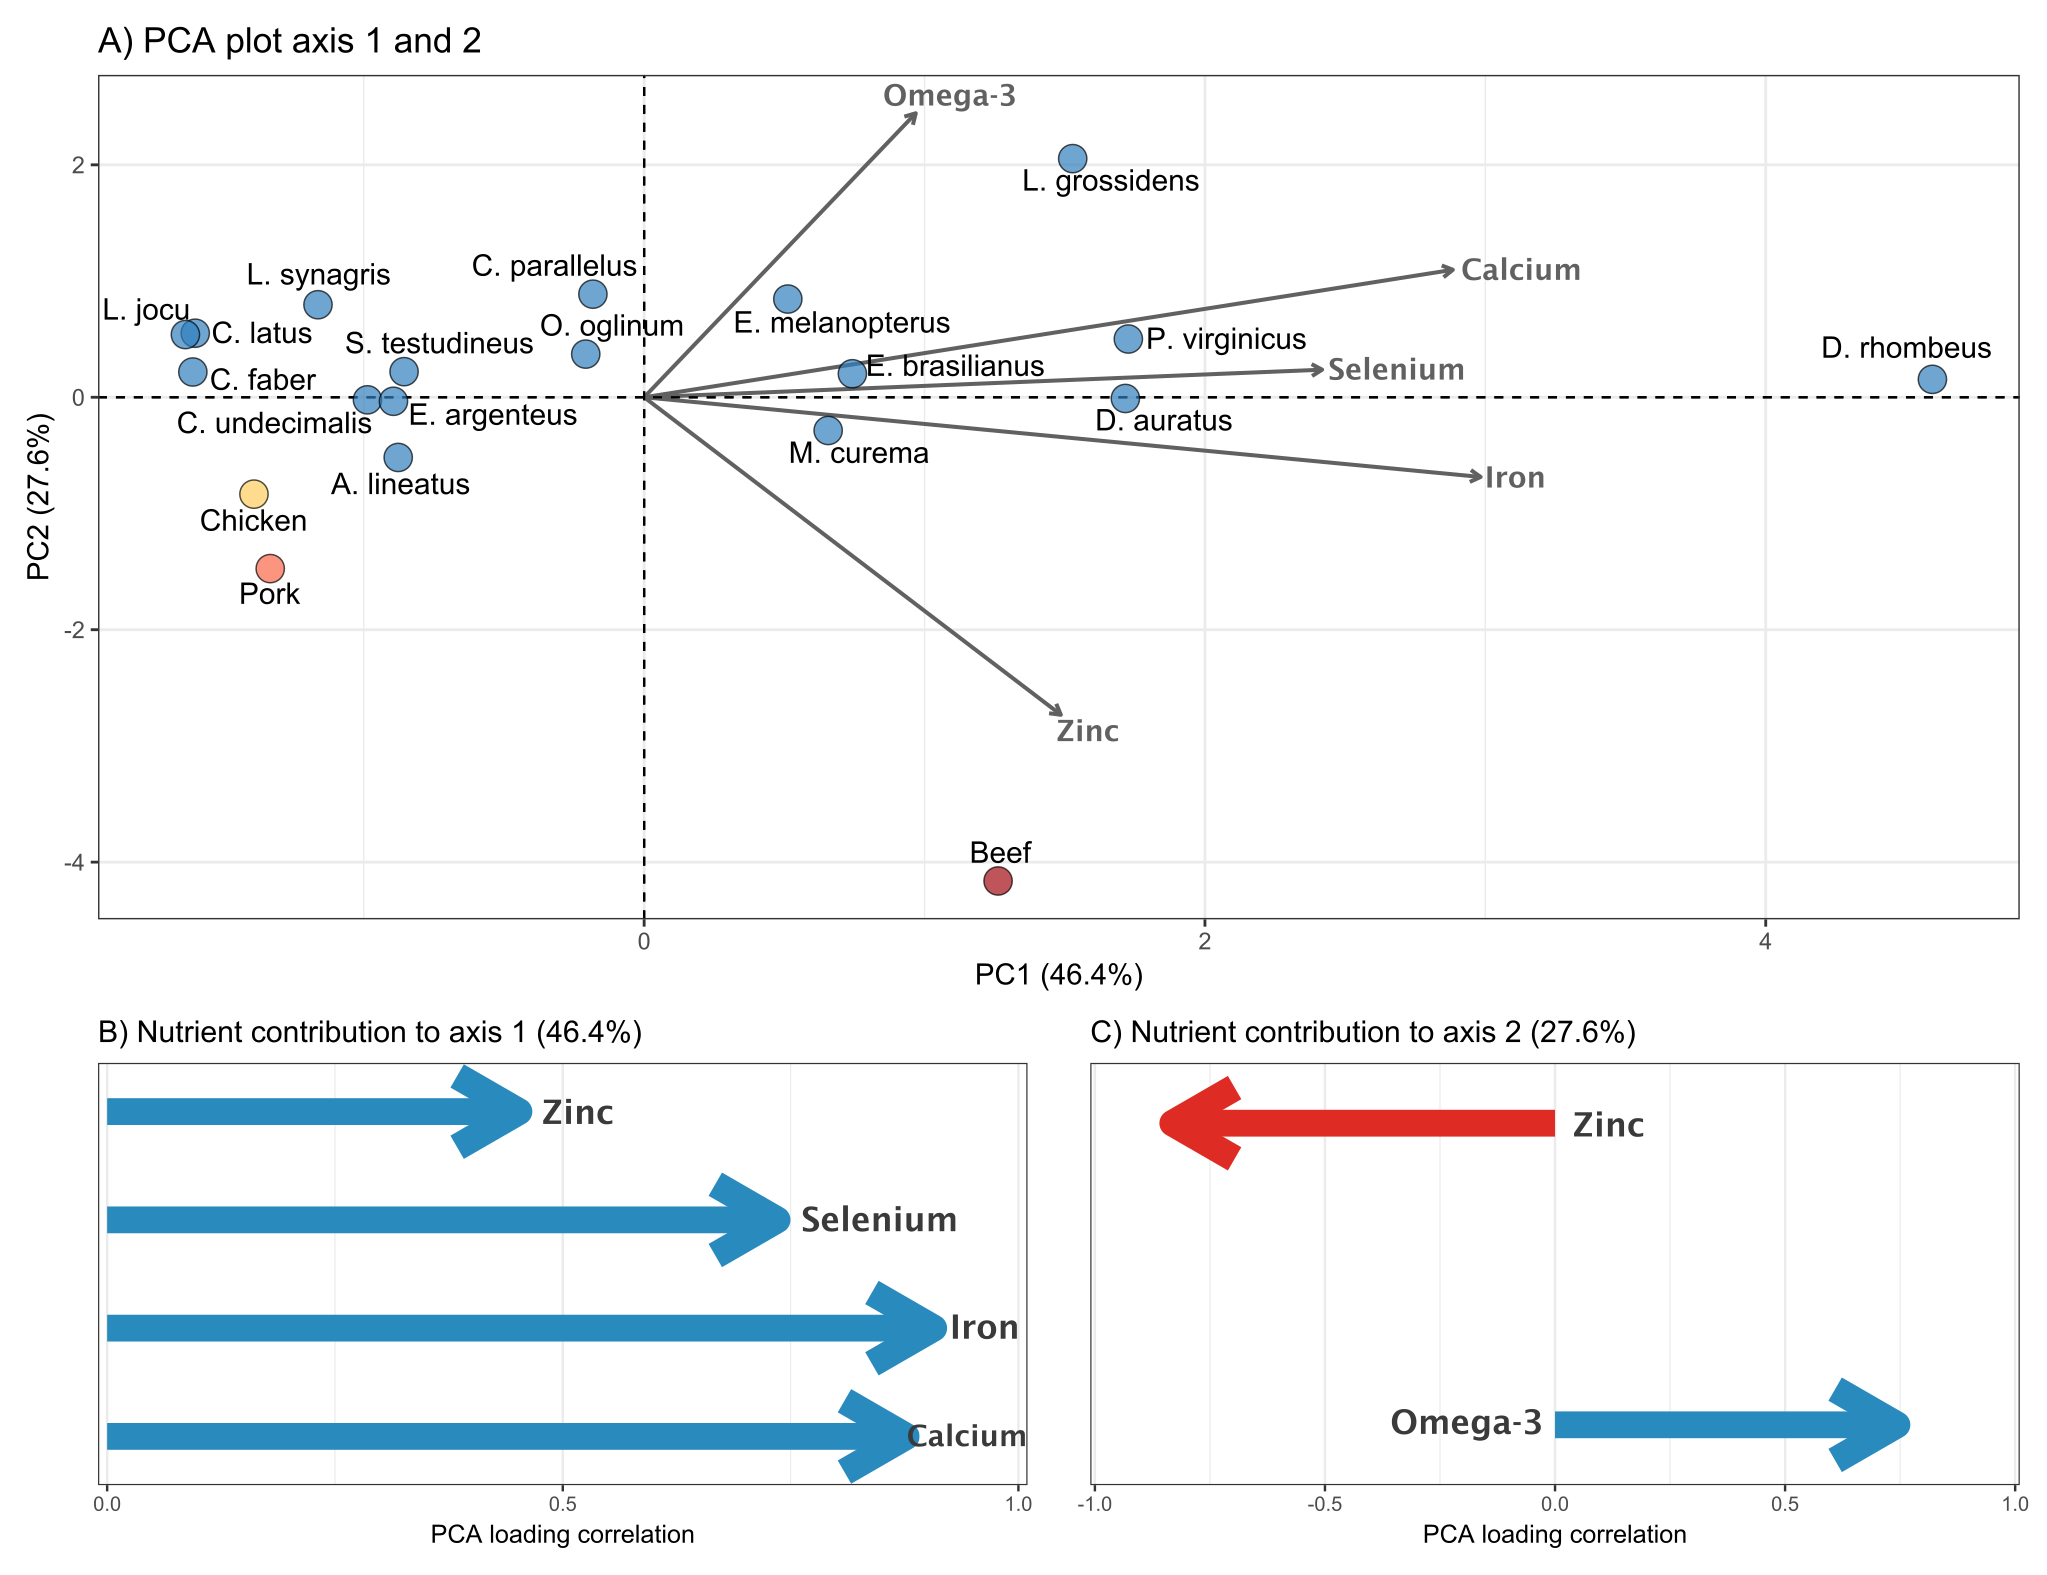 A) PCA plot axis 1 and 2
Omega-3
2
L. grossidens
C. parallelus
L. synagris
Calcium
L. jocu
O. oglinum
E. melanopterus
C. latus
S. testudineus
P. virginicus
D. rhombeus
E. brasilianus
Selenium
C. faber
0
E. argenteus
D. auratus
C. undecimalis
M. curema
A. lineatus
Iron
Chicken
Pork
-2
Zinc
Beef
-4
PC2 (27.6%)
0 2 4
PC1 (46.4%)
B) Nutrient contribution to axis 1 (46.4%)
Zinc
Selenium
Iron
Calcium
0.0 0.5 1.0
PCA loading correlation
C) Nutrient contribution to axis 2 (27.6%)
Zinc
Omega-3
-1.0 -0.5 0.0 0.5 1.0
PCA loading correlation